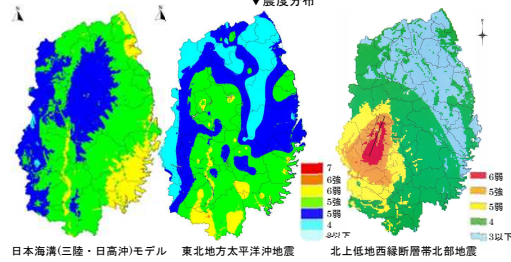 ▼震度分布
7
6強
6弱
5強
5弱
4
3以下
6弱
5強
5弱
4
3以下
日本海溝(三陸・日高沖)モデル
東北地方太平洋沖地震
北上低地西縁断層帯北部地震